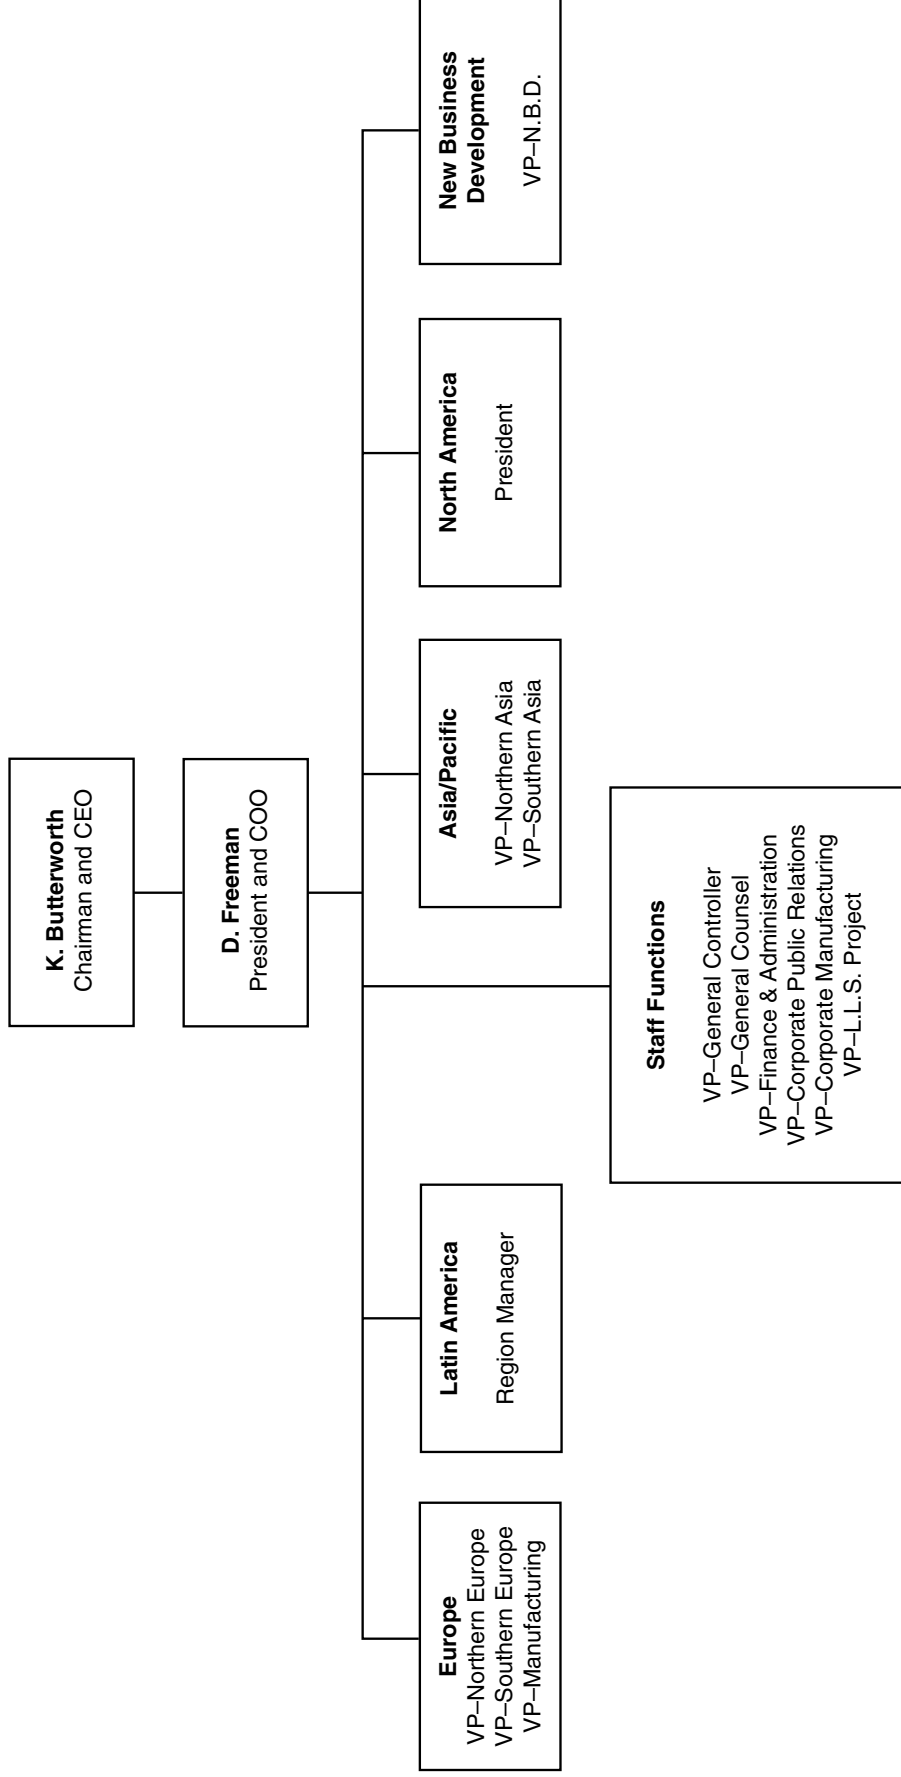 K. Butterworth
Chairman and CEO
D. Freeman
President and COO
Europe
VP–Northern Europe
VP–Southern Europe
VP–Manufacturing
Latin America
Region Manager
Asia/Pacific
VP–Northern Asia
VP–Southern Asia
North America
President
New Business
Development
VP–N.B.D.
Staff Functions
VP–General Controller
VP–General Counsel
VP–Finance & Administration
VP–Corporate Public Relations
VP–Corporate Manufacturing
VP–L.L.S. Project